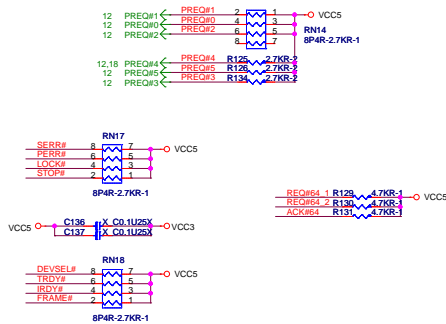 12 PREQ#1 PREQ#1 2 1 VCC5
12 PREQ#0 PREQ#0 4 3
12 PREQ#2 PREQ#2 6 5 RN14
8 7 8P4R-2.7KR-1
12,18 PREQ#4 PREQ#4 R125 2.7KR-2
12 PREQ#5 PREQ#5 R126 2.7KR-2
12 PREQ#3 PREQ#3 R134 2.7KR-2
RN17
SERR# 8 7 VCC5
PERR# 6 5
LOCK# 4 3
STOP# 2 1
8P4R-2.7KR-1
REQ#64_1 R129 4.7KR-1 VCC5
REQ#64_2 R130 4.7KR-1
ACK#64 R131 4.7KR-1
VCC5 C136 X_C0.1U25X VCC3
C137 X_C0.1U25X
RN18
DEVSEL# 8 7 VCC5
TRDY# 6 5
IRDY# 4 3
FRAME# 2 1
8P4R-2.7KR-1